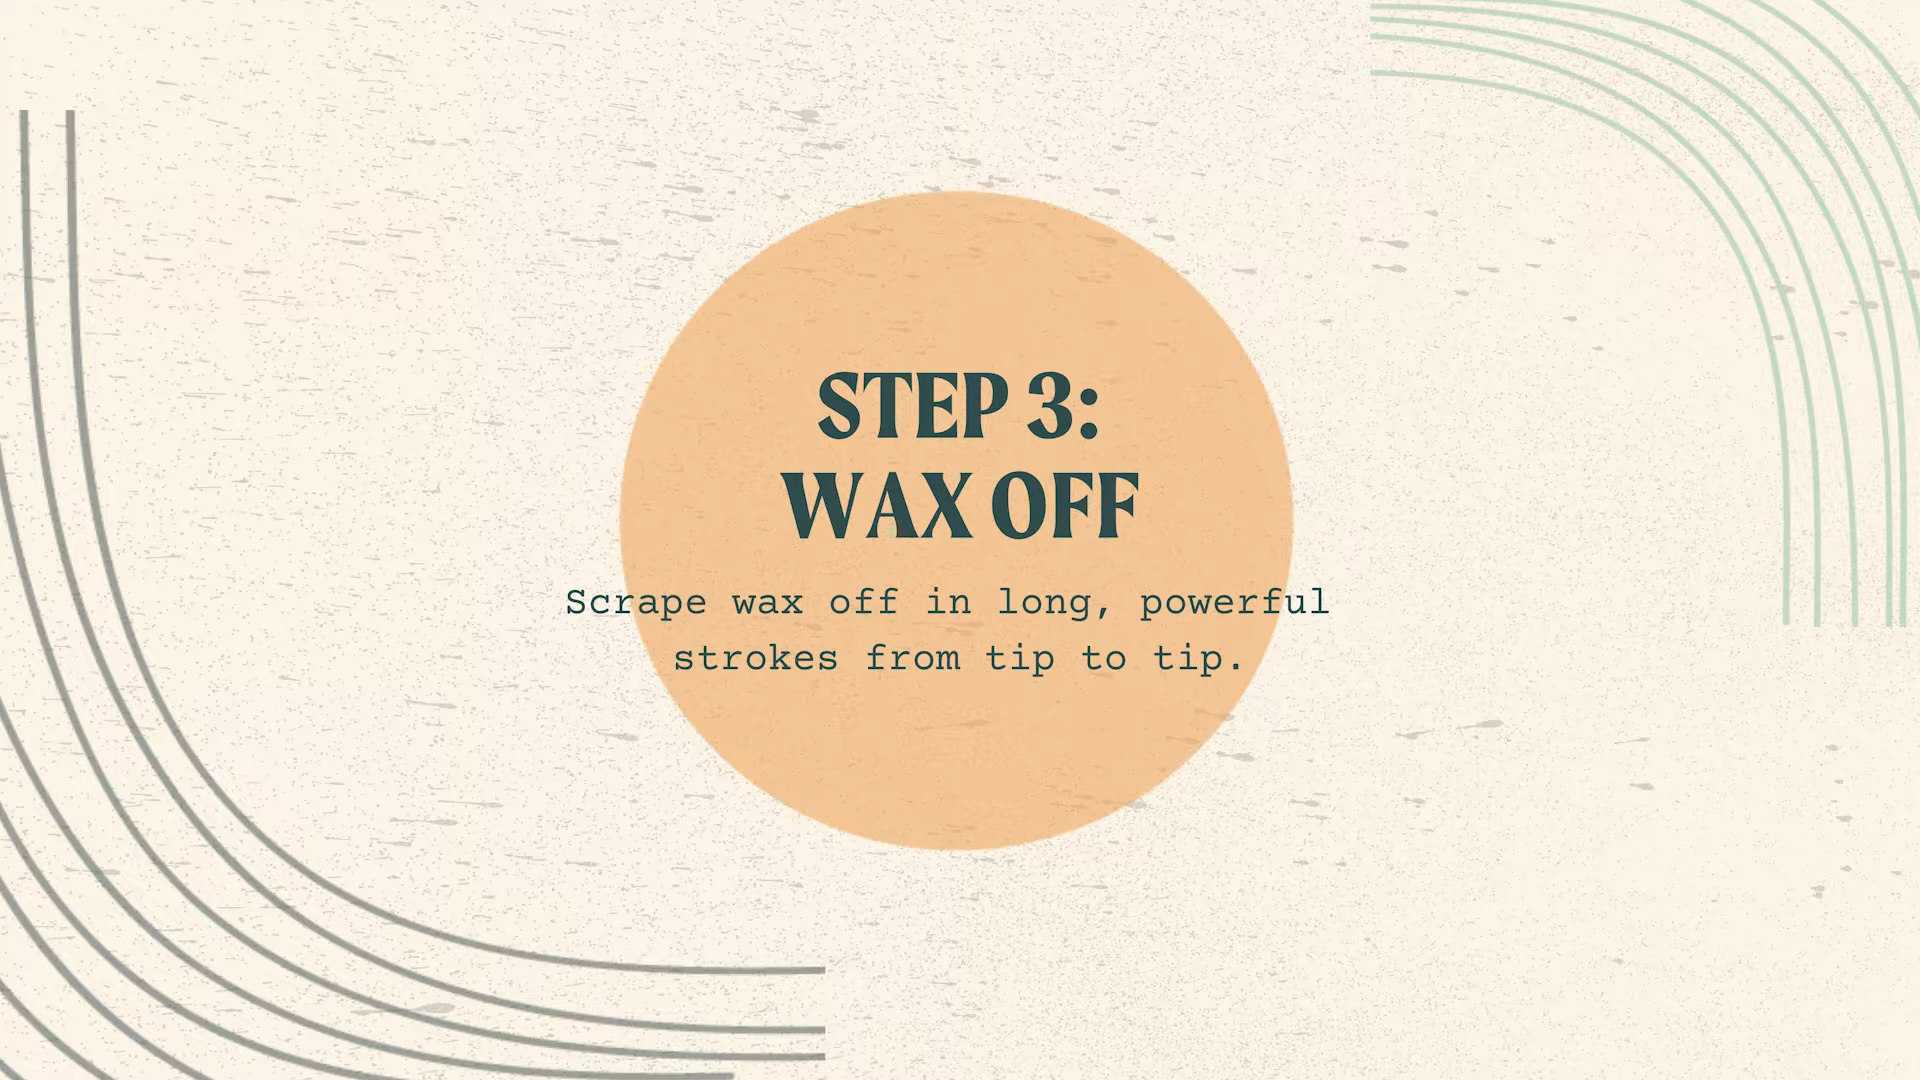 STEP 3:
WAX OFF
Scrape wax off in long, powerful
strokes from tip to tip.